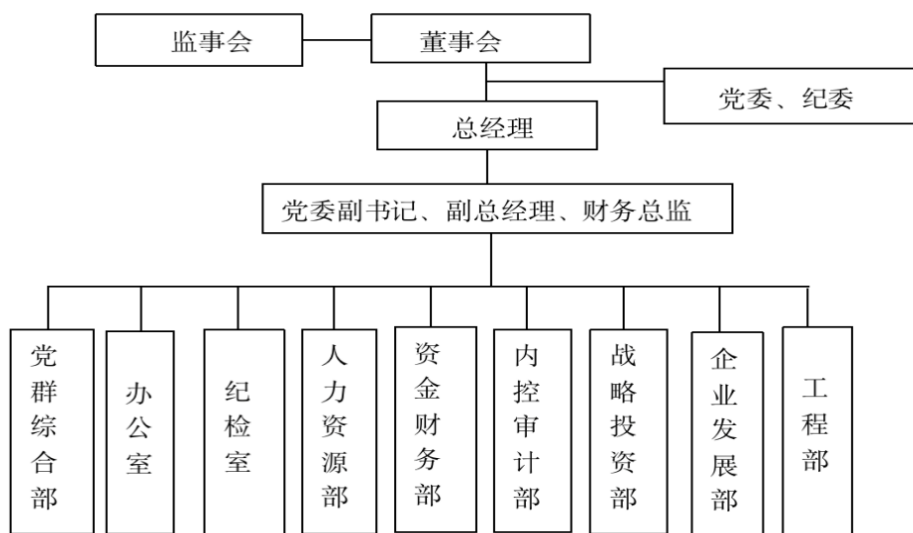 监事会
董事会
党委、纪委
总经理
党委副书记、副总经理、财务总监
党群综合部
办公室
纪检室
人力资源部
资金财务部
内控审计部
战略投资部
企业发展部
工程部